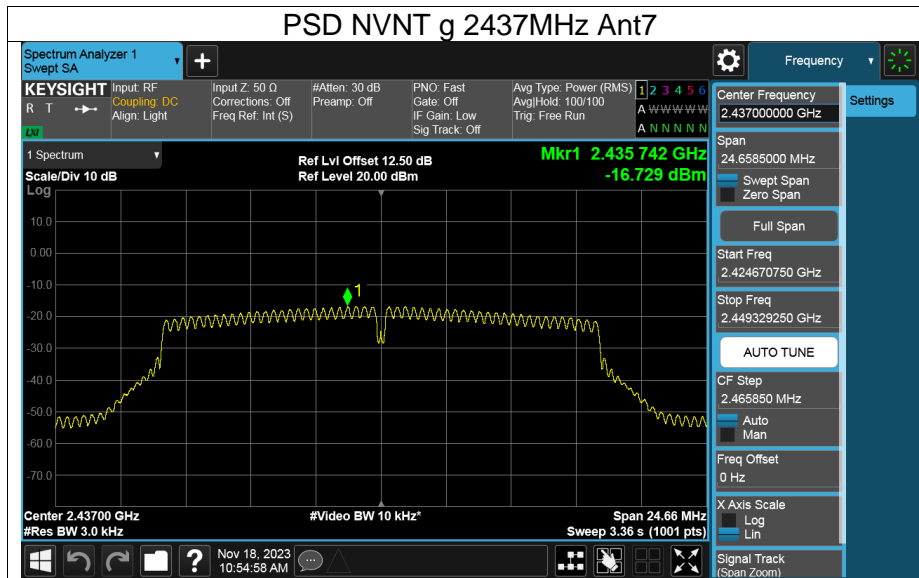 PSD NVNT g 2437MHz Ant7
Spectrum Analyzer 1
Swept SA
+
Frequency
KEYSIGHT
R T
LXI
Input: RF
Coupling: DC
Align: Light
Input Z: 50 Ω
Corrections: Off
Freq Ref: Int (S)
#Atten: 30 dB
Preamp: Off
PNO: Fast
Gate: Off
IF Gain: Low
Sig Track: Off
Avg Type: Power (RMS)
Avg|Hold: 100/100
Trig: Free Run
1 2 3 4 5 6
A W W W W W
A N N N N N
1 Spectrum
Scale/Div 10 dB
Ref Lvl Offset 12.50 dB
Ref Level 20.00 dBm
Mkr1 2.435 742 GHz
-16.729 dBm
Log
10.0
0.00
-10.0
-20.0
-30.0
-40.0
-50.0
-60.0
-70.0
1
Center 2.43700 GHz
#Res BW 3.0 kHz
#Video BW 10 kHz*
Span 24.66 MHz
Sweep 3.36 s (1001 pts)
Center Frequency
2.437000000 GHz
Settings
Span
24.6585000 MHz
Swept Span
Zero Span
Full Span
Start Freq
2.424670750 GHz
Stop Freq
2.449329250 GHz
AUTO TUNE
CF Step
2.465850 MHz
Auto
Man
Freq Offset
0 Hz
X Axis Scale
Log
Lin
Signal Track
(Span Zoom)
?
Nov 18, 2023
10:54:58 AM